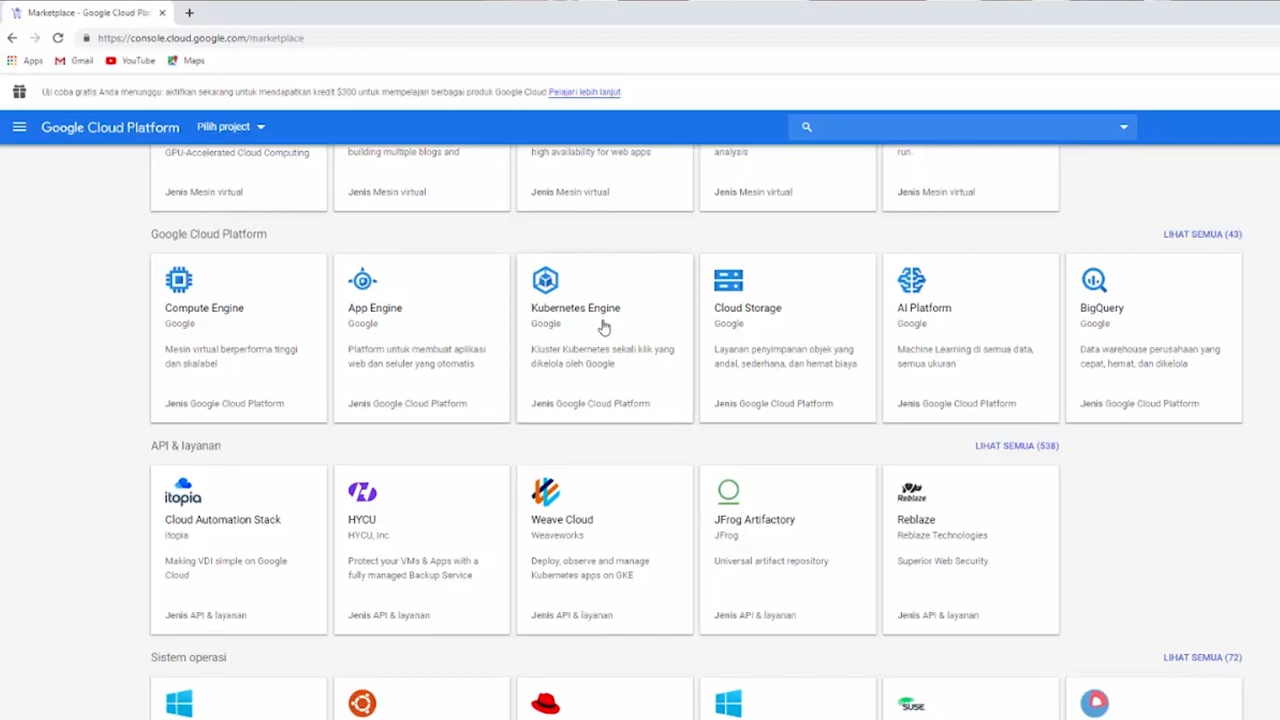 Marketplace - Google Cloud Pla
https://console.cloud.google.com/marketplace
Apps Gmail YouTube Maps
Uji coba gratis Anda menunggu: aktifkan sekarang untuk mendapatkan kredit $300 untuk mempelajari berbagai produk Google Cloud Pelajari lebih lanjut
Google Cloud Platform Pilih project
GPU-Accelerated Cloud Computing
Jenis Mesin virtual
building multiple blogs and
Jenis Mesin virtual
high availability for web apps
Jenis Mesin virtual
analysis
Jenis Mesin virtual
run.
Jenis Mesin virtual
Google Cloud Platform
LIHAT SEMUA (43)
Compute Engine
Google
Mesin virtual berperforma tinggi
dan skalabel
Jenis Google Cloud Platform
App Engine
Google
Platform untuk membuat aplikasi
web dan seluler yang otomatis
Jenis Google Cloud Platform
Kubernetes Engine
Google
Kluster Kubernetes sekali klik yang
dikelola oleh Google
Jenis Google Cloud Platform
Cloud Storage
Google
Layanan penyimpanan objek yang
andal, sederhana, dan hemat biaya
Jenis Google Cloud Platform
AI Platform
Google
Machine Learning di semua data,
semua ukuran
Jenis Google Cloud Platform
BigQuery
Google
Data warehouse perusahaan yang
cepat, hemat, dan dikelola
Jenis Google Cloud Platform
API & layanan
LIHAT SEMUA (538)
itopia
Cloud Automation Stack
itopia
Making VDI simple on Google
Cloud
Jenis API & layanan
HYCU
HYCU, Inc
Protect your VMs & Apps with a
fully managed Backup Service
Jenis API & layanan
Weave Cloud
Weaveworks
Deploy, observe and manage
Kubernetes apps on GKE
Jenis API & layanan
JFrog Artifactory
JFrog
Universal artifact repository
Jenis API & layanan
Reblaze
Reblaze
Reblaze Technologies
Superior Web Security.
Jenis API & layanan
Sistem operasi
LIHAT SEMUA (72)
SUSE